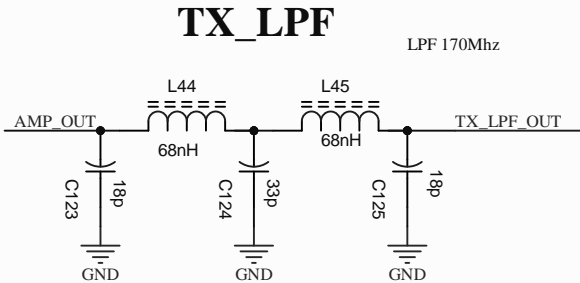 TX_LPF
LPF 170Mhz
L44
L45
AMP_OUT
TX_LPF_OUT
68nH
68nH
C123
18p
C124
33p
C125
18p
GND
GND
GND